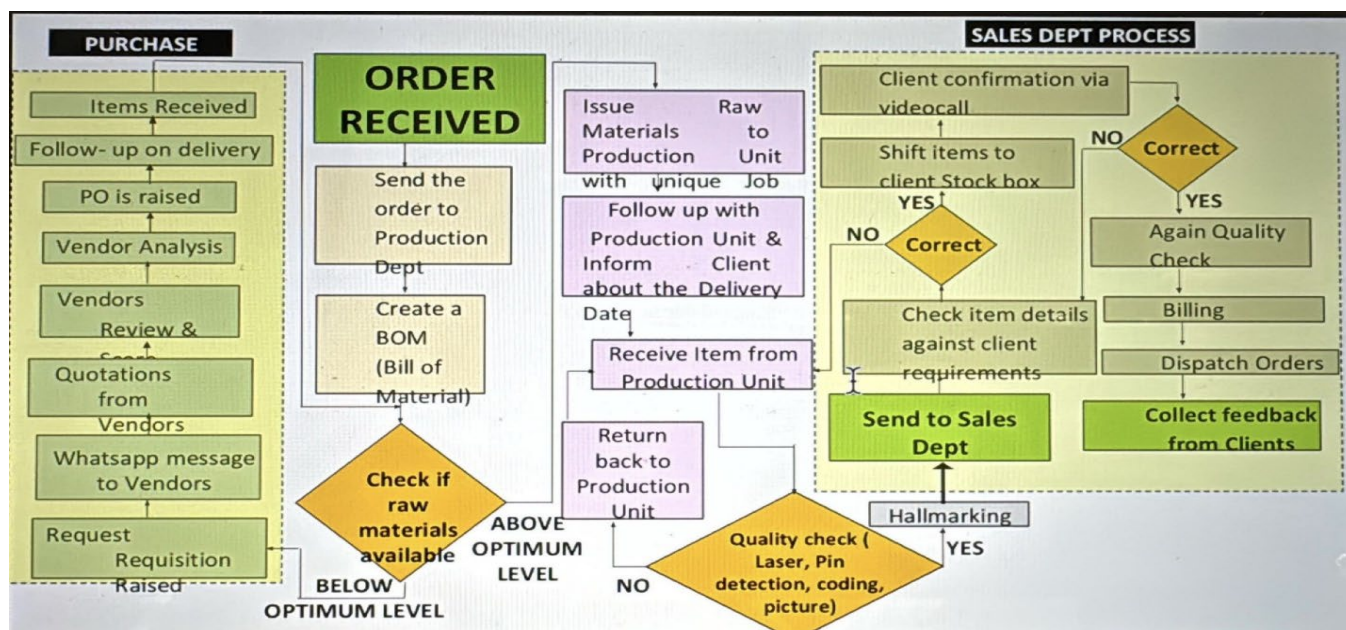 PURCHASE
Items Received
Follow- up on delivery
PO is raised
Vendor Analysis
Vendors
Review &
Quotations
from
Vendors
Whatsapp message
to Vendors
Request
Requisition
Raised
ORDER
RECEIVED
Send the
order to
Production
Dept
Create a
BOM
(Bill of
Material)
Check if
raw
materials
available
BELOW
OPTIMUM LEVEL
ABOVE
OPTIMUM
LEVEL
Issue Raw
Materials to
Production Unit
with unique Job
Follow up with
Production Unit &
Inform Client
about the Delivery
Date
Receive Item from
Production Unit
Return
back to
Production
Unit
NO
Quality check (
Laser, Pin
detection, coding,
picture)
YES
Hallmarking
SALES DEPT PROCESS
Send to Sales
Dept
Check item details
against client
requirements
NO
Correct
YES
Shift items to
client Stock box
Client confirmation via
videocall
NO
Correct
YES
Again Quality
Check
Billing
Dispatch Orders
Collect feedback
from Clients